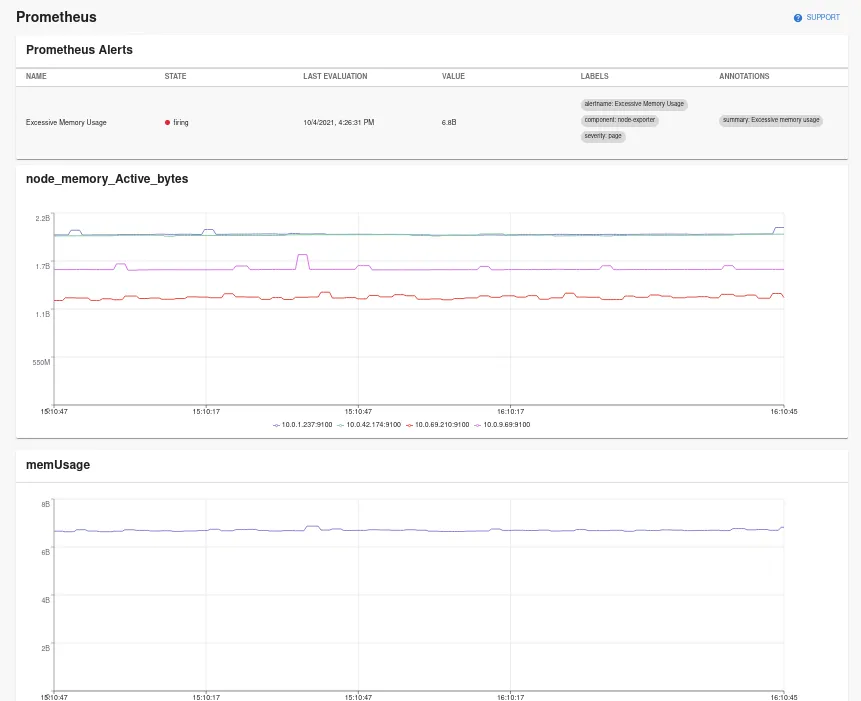 Prometheus
SUPPORT
Prometheus Alerts
NAME STATE LAST EVALUATION VALUE LABELS ANNOTATIONS
Excessive Memory Usage firing 10/4/2021, 4:26:31 PM 6.8B
alertname: Excessive Memory Usage
component: node-exporter
severity: page
summary: Excessive memory usage
node_memory_Active_bytes
2.2B
1.7B
1.1B
550M
15:10:47 15:10:17 15:10:47 16:10:17 16:10:45
10.0.1.237:9100 10.0.42.174:9100 10.0.69.210:9100 10.0.9.69:9100
memUsage
8B
6B
4B
2B
15:10:47 15:10:17 15:10:47 16:10:17 16:10:45